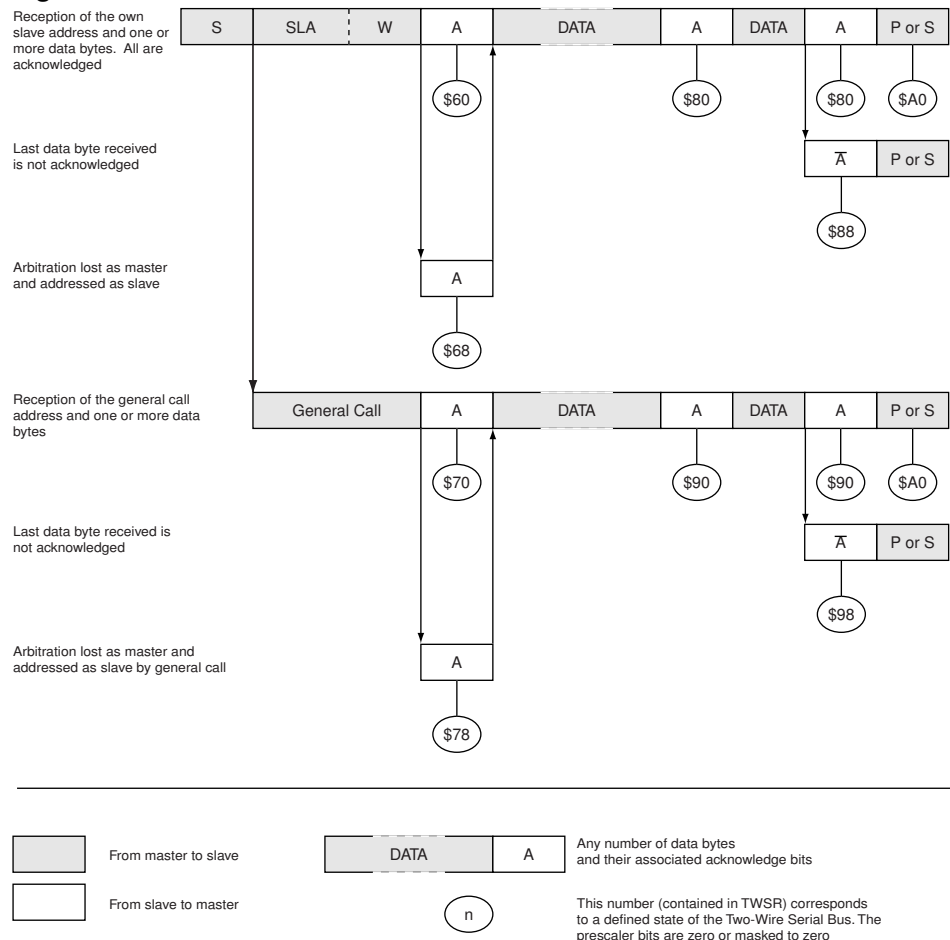 Reception of the own
slave address and one or
more data bytes.  All are
acknowledged
S SLA W A DATA A DATA A P or S
$60 $80 $80 $A0
Last data byte received
is not acknowledged
A̅ P or S
$88
Arbitration lost as master
and addressed as slave
A
$68
Reception of the general call
address and one or more data
bytes
General Call A DATA A DATA A P or S
$70 $90 $90 $A0
Last data byte received is
not acknowledged
A̅ P or S
$98
Arbitration lost as master and
addressed as slave by general call
A
$78
From master to slave
DATA A
Any number of data bytes
and their associated acknowledge bits
From slave to master
n
This number (contained in TWSR) corresponds
to a defined state of the Two-Wire Serial Bus. The
prescaler bits are zero or masked to zero